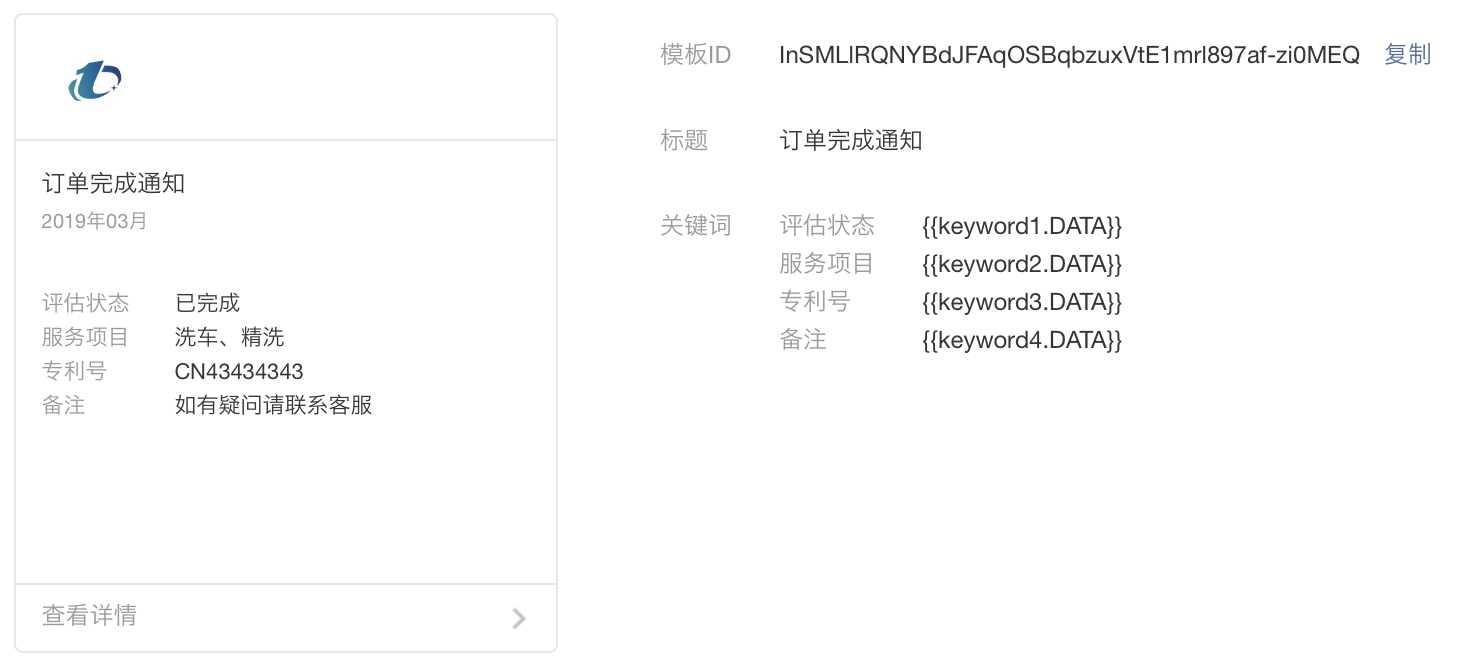 订单完成通知
2019年03月
评估状态 已完成
服务项目 洗车、精洗
专利号 CN43434343
备注 如有疑问请联系客服
查看详情
模板ID InSMLlRQNYBdJFAqOSBqbzuxVtE1mrl897af-zi0MEQ 复制
标题 订单完成通知
关键词 评估状态 {{keyword1.DATA}}
服务项目 {{keyword2.DATA}}
专利号 {{keyword3.DATA}}
备注 {{keyword4.DATA}}